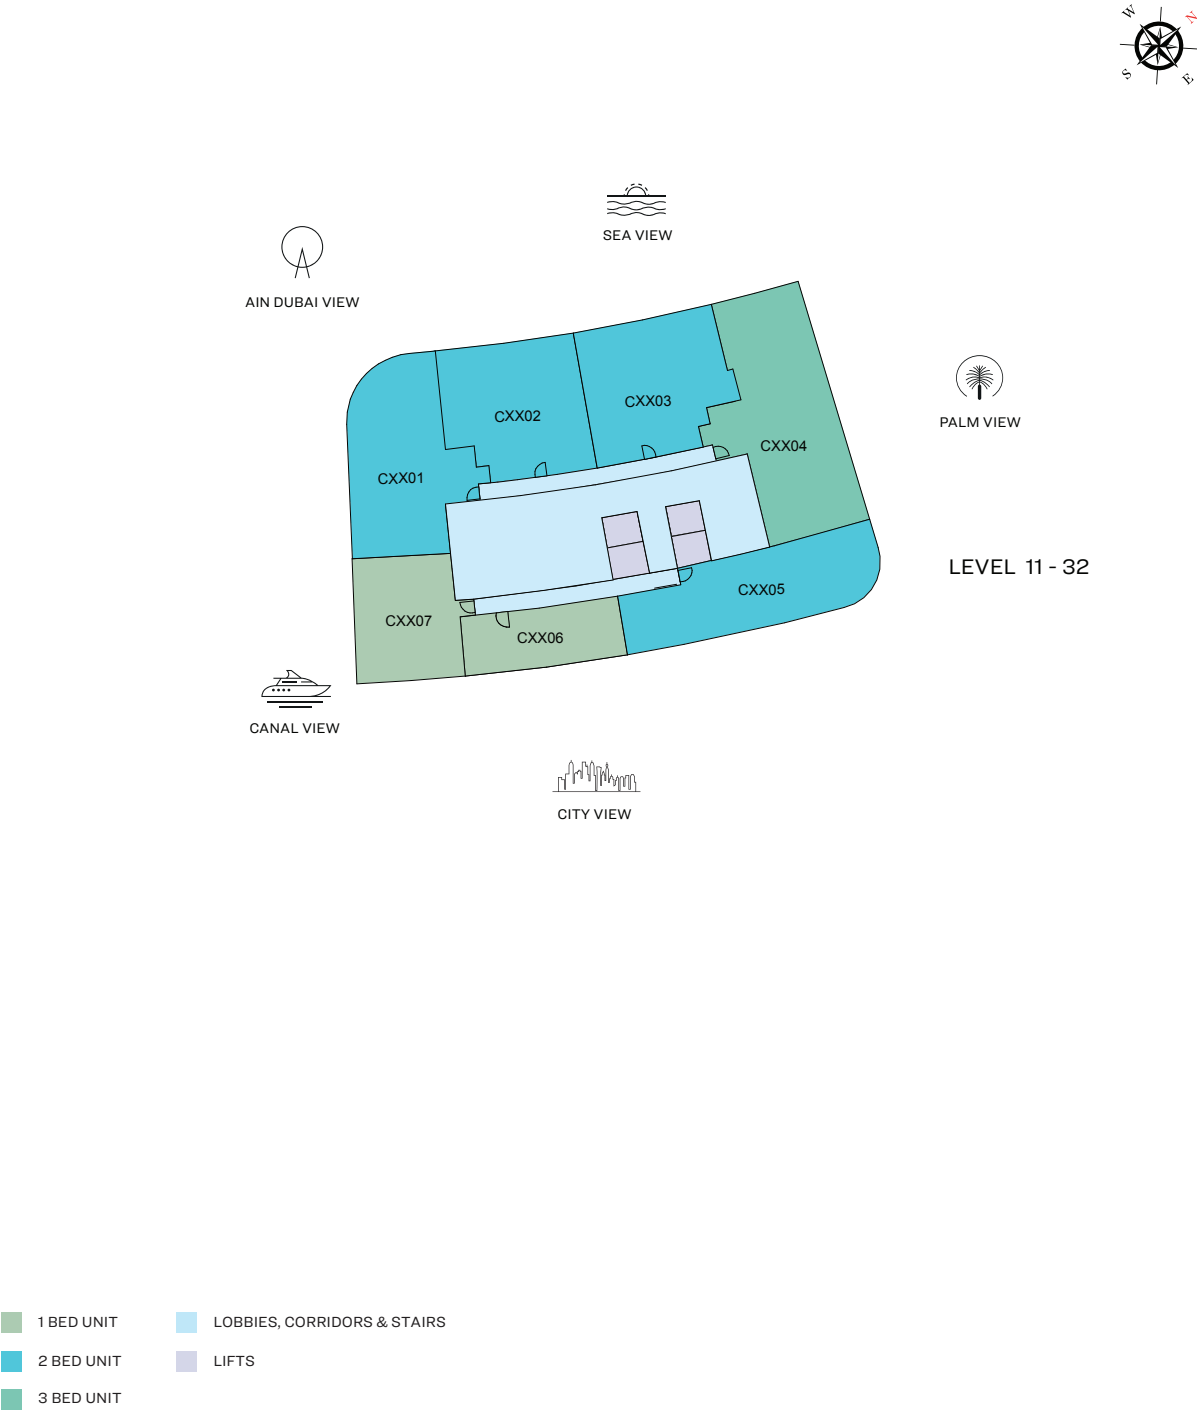 W N
S E
SEA VIEW
AIN DUBAI VIEW
PALM VIEW
CXX03
CXX02
CXX04
CXX01
LEVEL 11 - 32
CXX05
CXX07
CXX06
CANAL VIEW
CITY VIEW
1 BED UNIT
LOBBIES, CORRIDORS & STAIRS
2 BED UNIT
LIFTS
3 BED UNIT